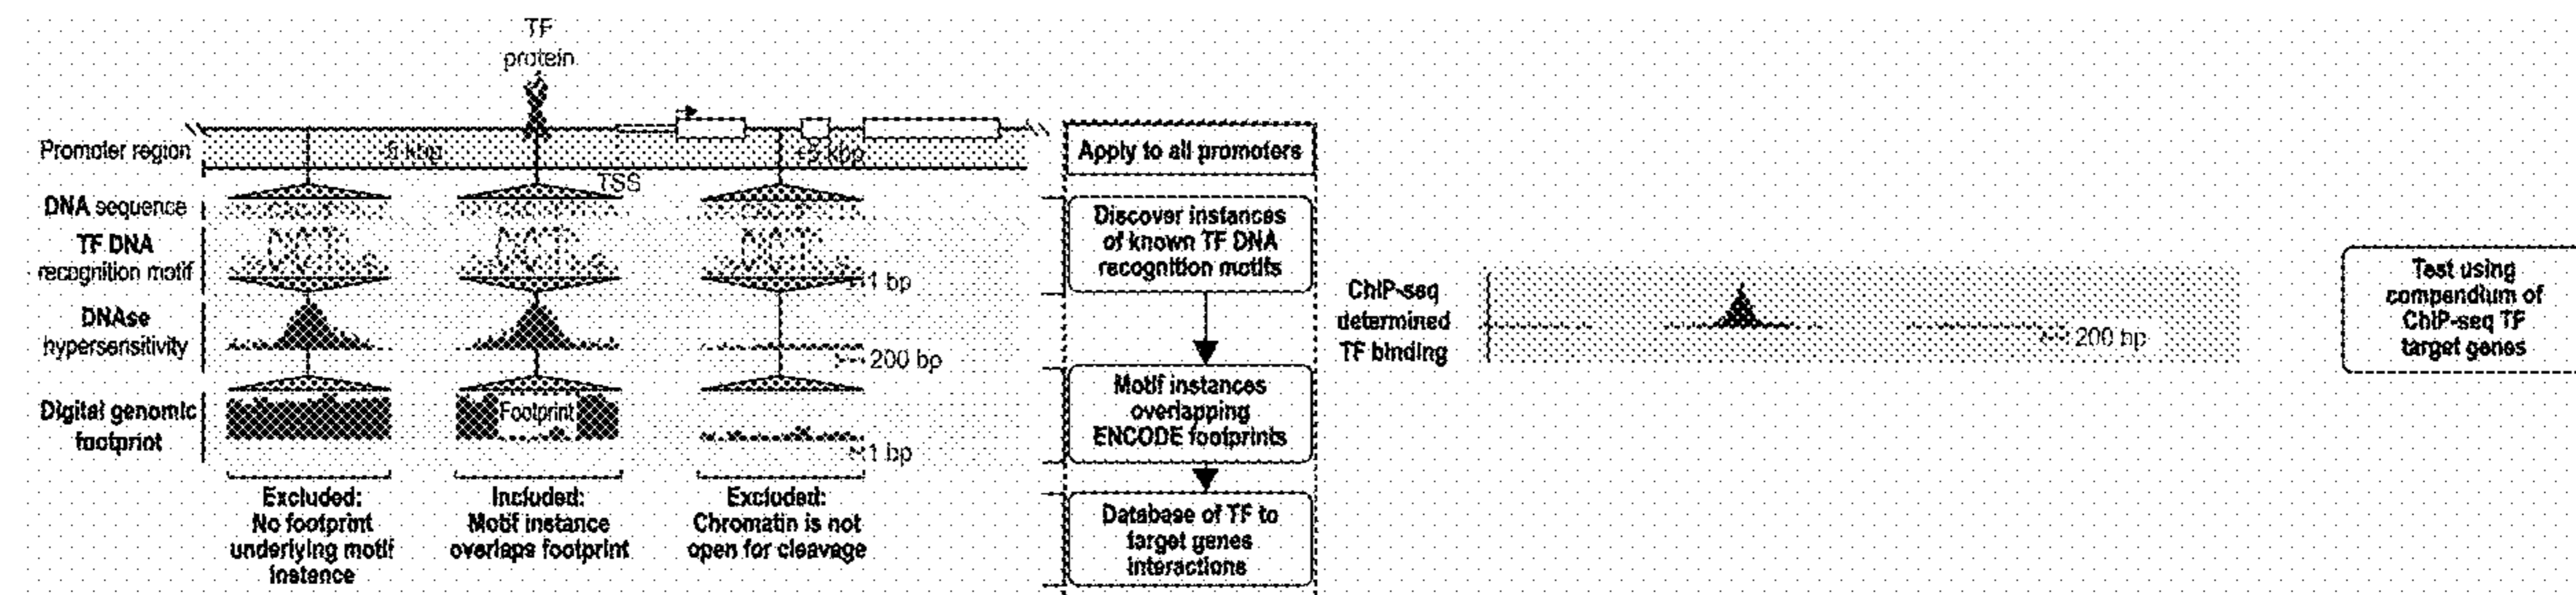 TF
protein
Promoter region
-5 kbp
+5 kbp
TSS
DNA sequence
TF DNA
recognition motif
1 bp
DNAse
hypersensitivity
200 bp
Digital genomic
footprint
Footprint
1 bp
Excluded:
No footprint
underlying motif
instance
Included:
Motif instance
overlaps footprint
Excluded:
Chromatin is not
open for cleavage
Apply to all promoters
Discover instances
of known TF DNA
recognition motifs
Motif instances
overlapping
ENCODE footprints
Database of TF to
target genes
interactions
ChIP-seq
determined
TF binding
200 bp
Test using
compendium of
ChIP-seq TF
target genes